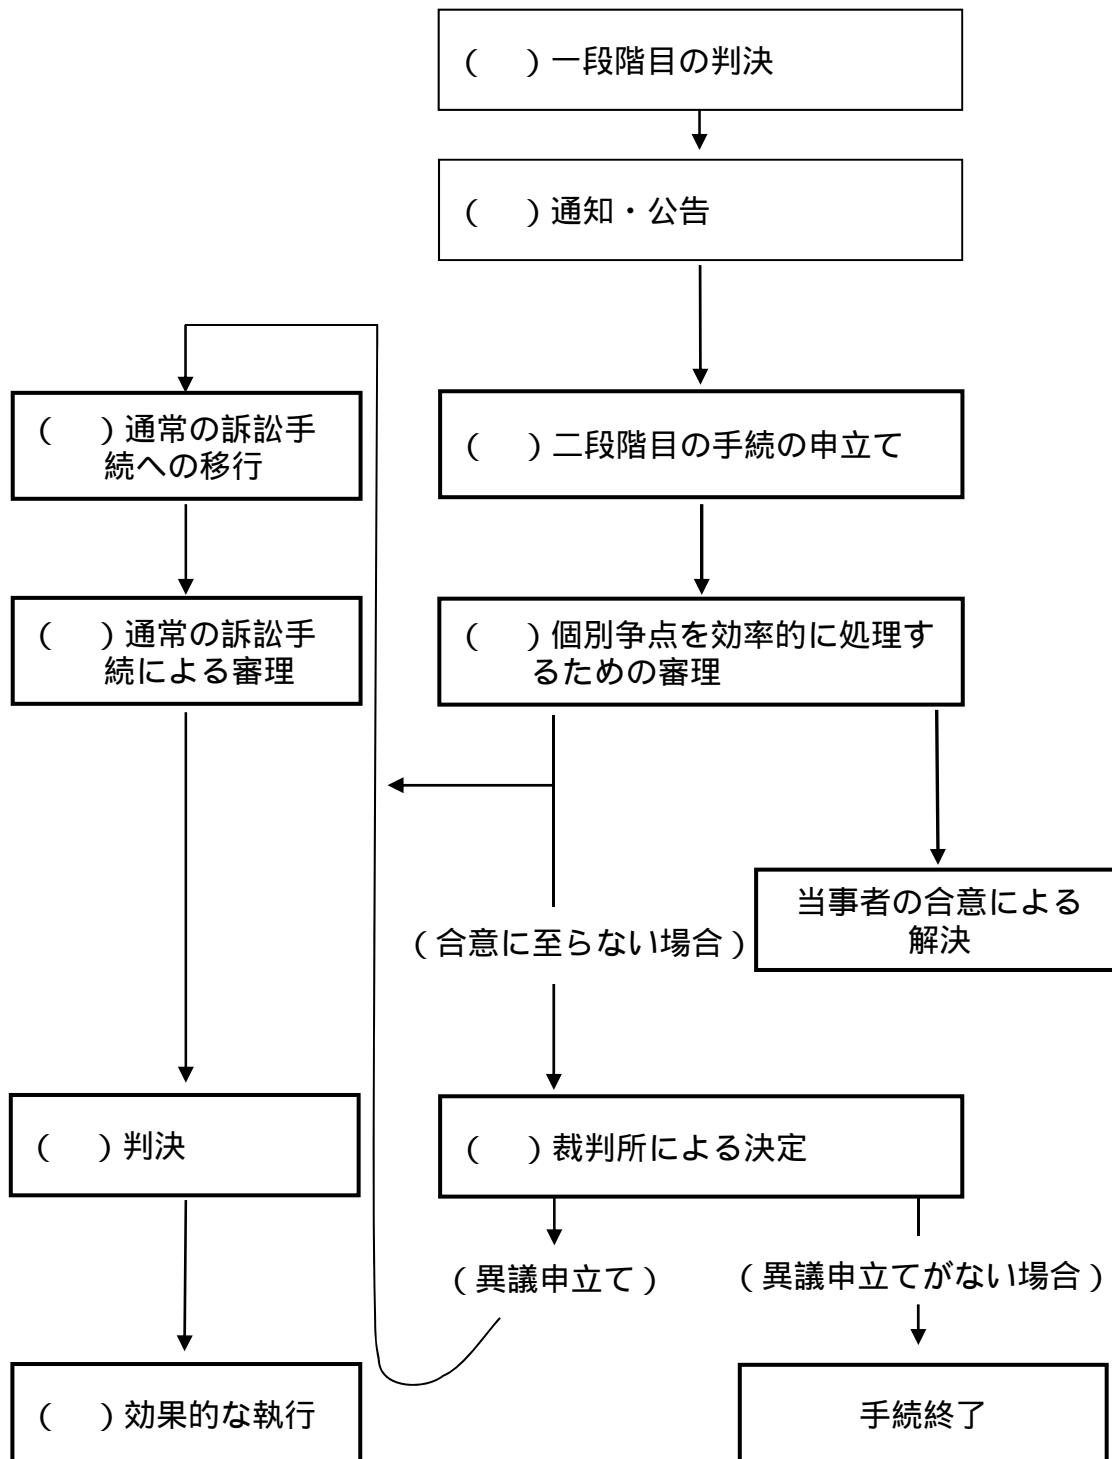 (　)一段階目の判決
(　)通知・公告
(　)通常の訴訟手
続への移行
(　)二段階目の手続の申立て
(　)通常の訴訟手
続による審理
(　)個別争点を効率的に処理す
るための審理
当事者の合意による
解決
(合意に至らない場合)
(　)判決
(　)裁判所による決定
(異議申立て)
(異議申立てがない場合)
(　)効果的な執行
手続終了